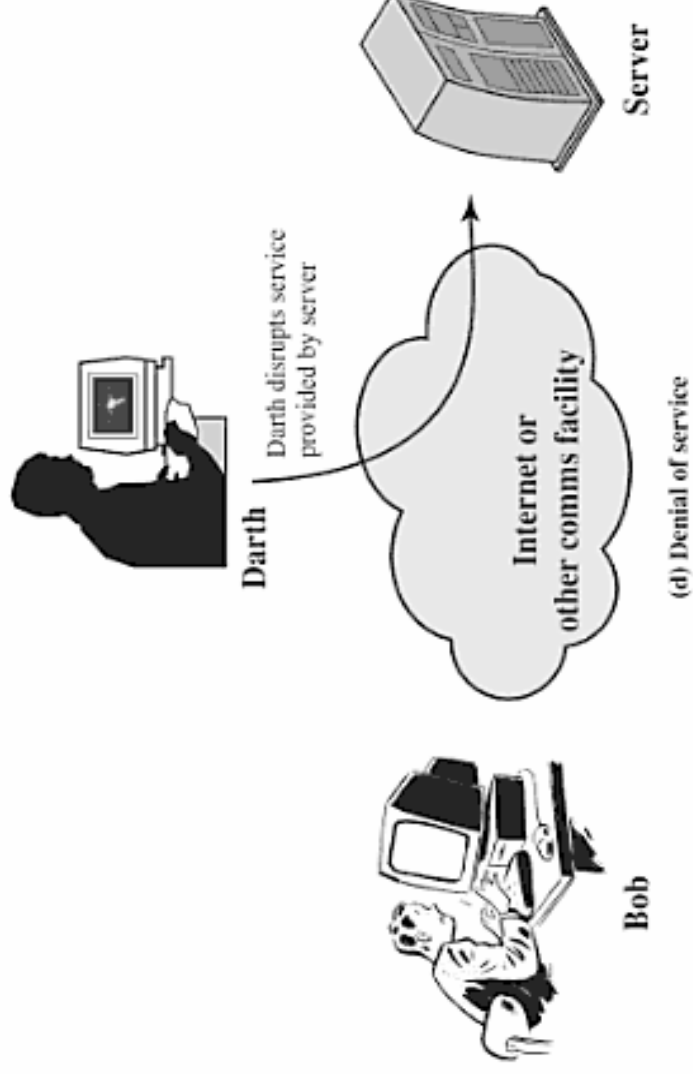 Darth
Darth disrupts service
provided by server
Internet or
other comms facility
Bob
Server
(d) Denial of service